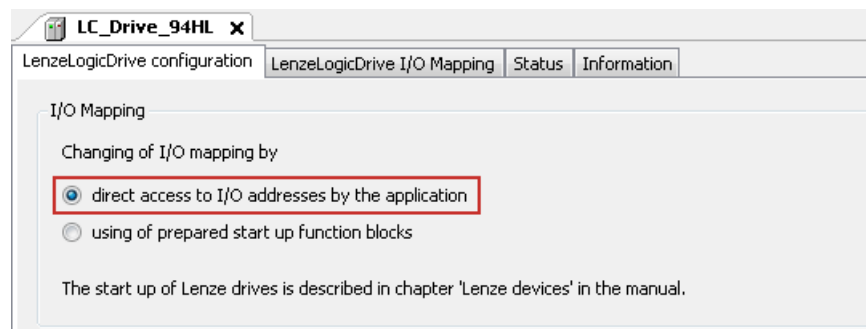 LC_Drive_94HL X
LenzeLogicDrive configuration LenzeLogicDrive I/O Mapping Status Information
I/O Mapping
Changing of I/O mapping by
direct access to I/O addresses by the application
using of prepared start up function blocks
The start up of Lenze drives is described in chapter 'Lenze devices' in the manual.